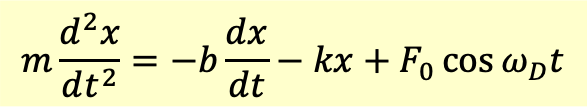 m d²x/dt² = −b dx/dt − kx + F₀ cos ω_D t